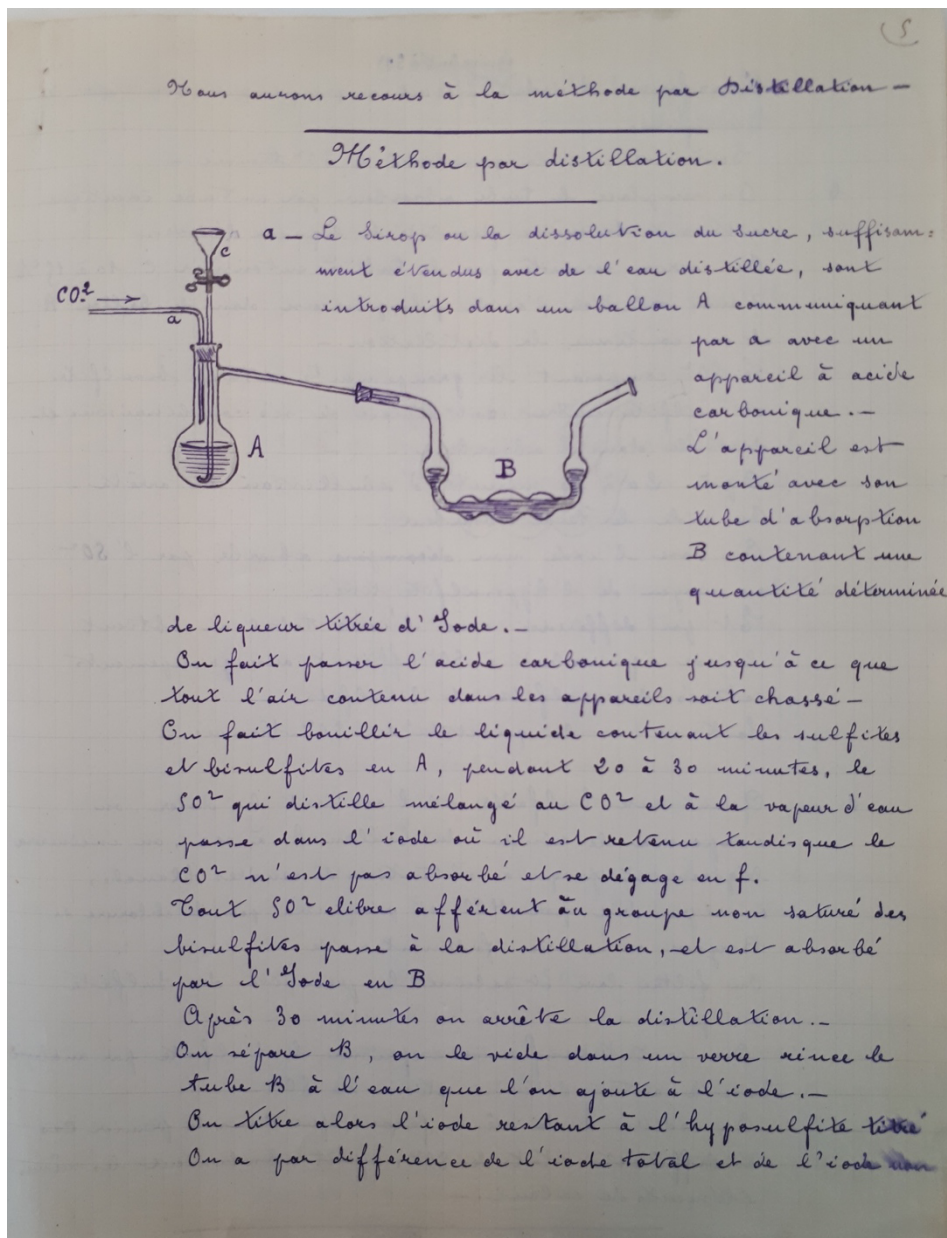 5
Nous aurons recours à la méthode par Distillation —
Méthode par distillation.
a — Le Sirop ou la dissolution du Sucre, suffisam=
ment étendus avec de l'eau distillée, sont
introduits dans un ballon A communiquant
par a avec un
appareil à acide
carbonique. —
L'appareil est
monté avec son
tube d'absorption
B contenant une
quantité déterminée
c
CO² →
a
A
B
de liqueur titrée d'Iode. —
On fait passer l'acide carbonique jusqu'à ce que
tout l'air contenu dans les appareils soit chassé —
On fait bouillir le liquide contenant les sulfites
et bisulfites en A, pendant 20 à 30 minutes, le
SO² qui distille mélangé au CO² et à la vapeur d'eau
passe dans l'iode où il est retenu tandisque le
CO² n'est pas absorbé et se dégage en f.
Tout SO² elibre afférent au groupe non saturé des
bisulfites passe à la distillation, et est absorbé
par l'Iode en B
Après 30 minutes on arrête la distillation. —
On sépare B, on le vide dans un verre rince le
tube B à l'eau que l'on ajoute à l'iode. —
On titre alors l'iode restant à l'hyposulfite titré
On a par différence de l'iode total et de l'iode non